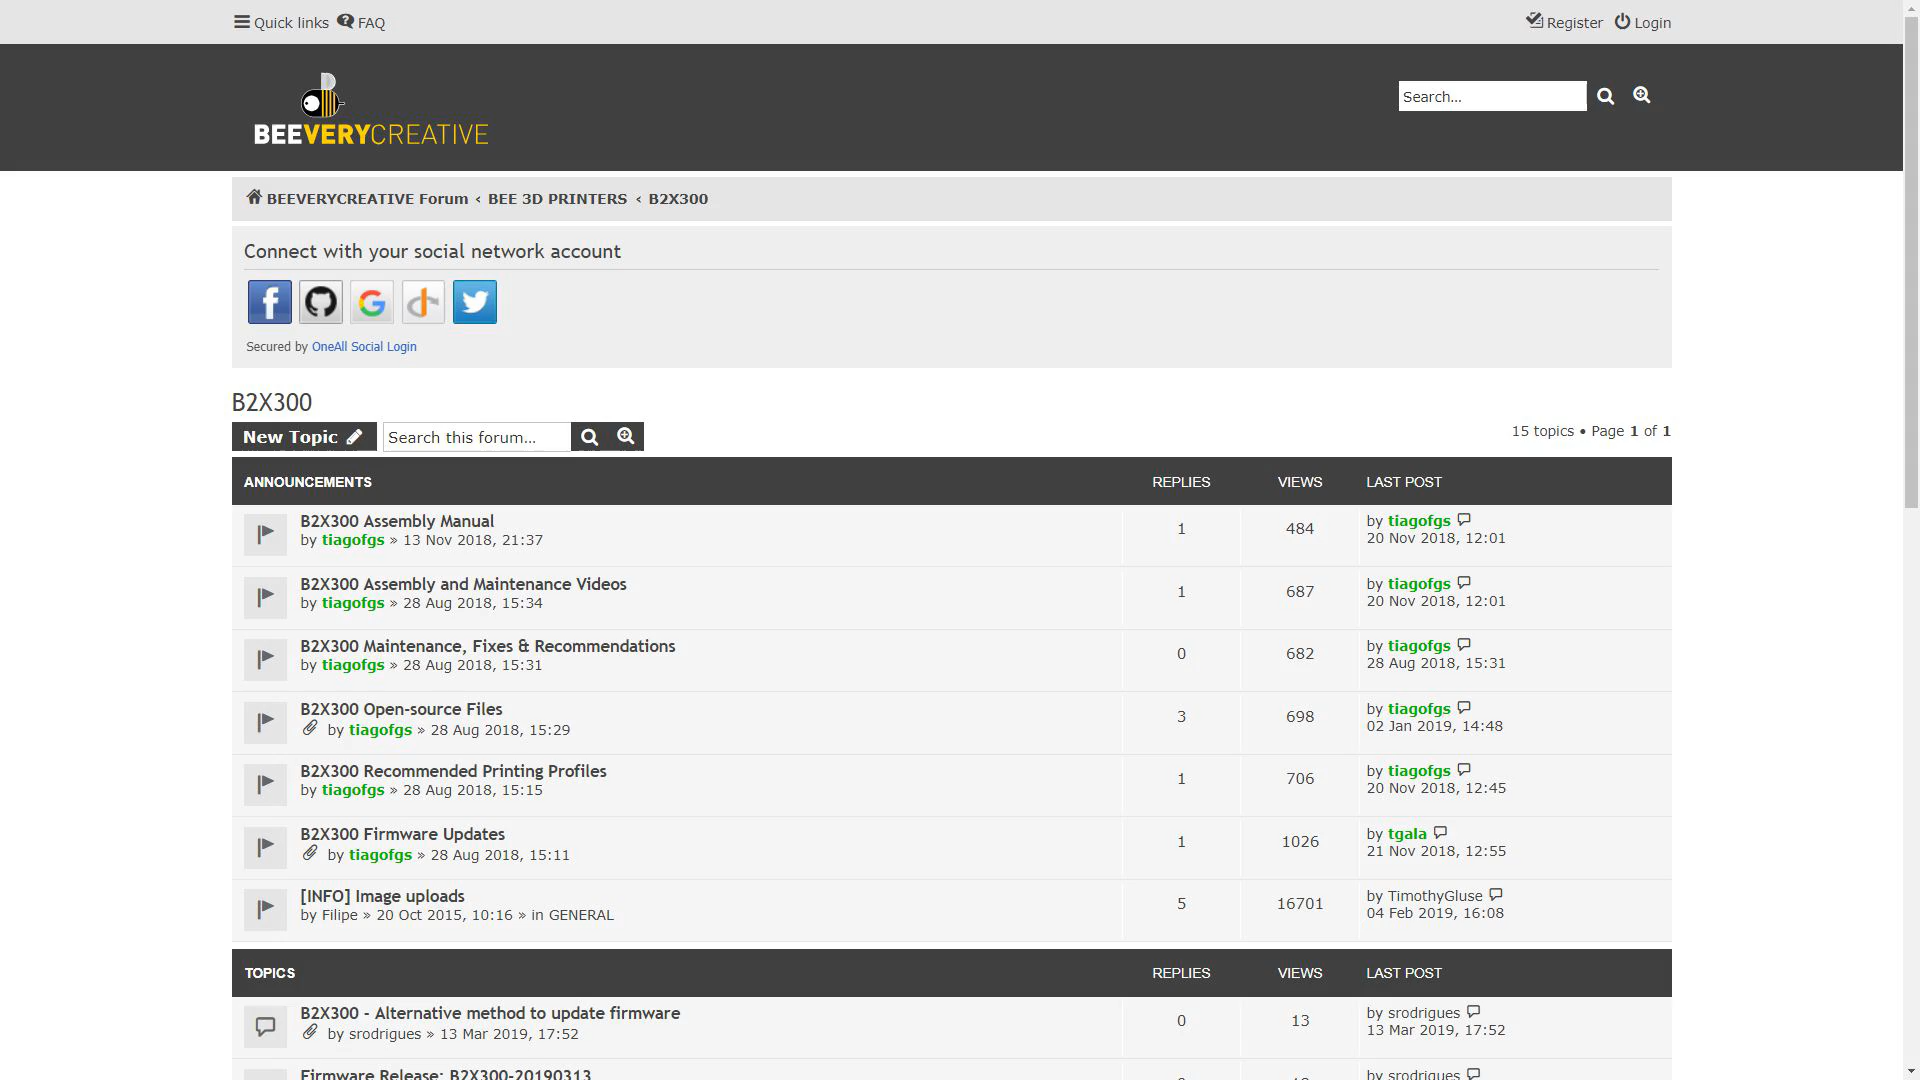 Quick links FAQ Register Login
BEEVERYCREATIVE
Search…
BEEVERYCREATIVE Forum ‹ BEE 3D PRINTERS ‹ B2X300
Connect with your social network account
Secured by OneAll Social Login
B2X300
New Topic Search this forum… 15 topics • Page 1 of 1
ANNOUNCEMENTS REPLIES VIEWS LAST POST
B2X300 Assembly Manual
by tiagofgs » 13 Nov 2018, 21:37
1 484
by tiagofgs
20 Nov 2018, 12:01
B2X300 Assembly and Maintenance Videos
by tiagofgs » 28 Aug 2018, 15:34
1 687
by tiagofgs
20 Nov 2018, 12:01
B2X300 Maintenance, Fixes & Recommendations
by tiagofgs » 28 Aug 2018, 15:31
0 682
by tiagofgs
28 Aug 2018, 15:31
B2X300 Open-source Files
by tiagofgs » 28 Aug 2018, 15:29
3 698
by tiagofgs
02 Jan 2019, 14:48
B2X300 Recommended Printing Profiles
by tiagofgs » 28 Aug 2018, 15:15
1 706
by tiagofgs
20 Nov 2018, 12:45
B2X300 Firmware Updates
by tiagofgs » 28 Aug 2018, 15:11
1 1026
by tgala
21 Nov 2018, 12:55
[INFO] Image uploads
by Filipe » 20 Oct 2015, 10:16 » in GENERAL
5 16701
by TimothyGluse
04 Feb 2019, 16:08
TOPICS REPLIES VIEWS LAST POST
B2X300 - Alternative method to update firmware
by srodrigues » 13 Mar 2019, 17:52
0 13
by srodrigues
13 Mar 2019, 17:52
Firmware Release: B2X300-20190313
by srodrigues